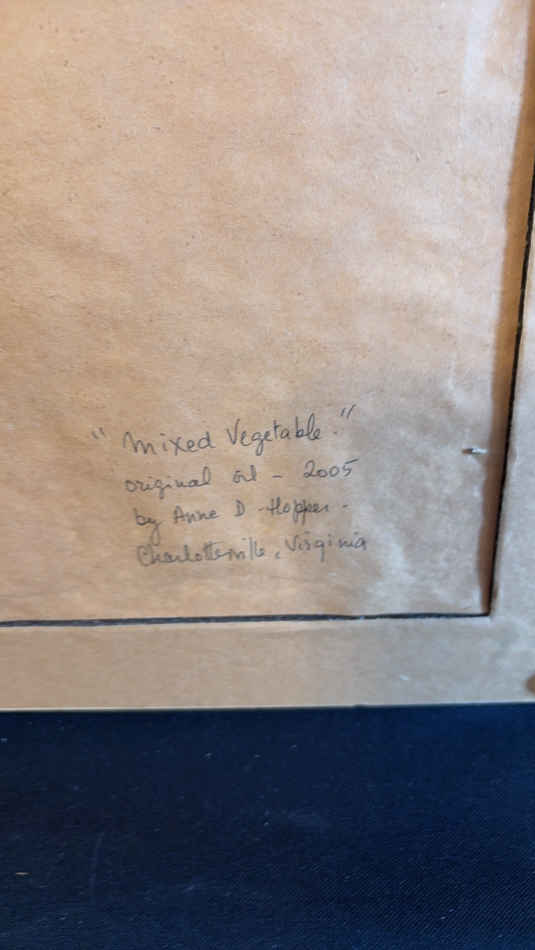 "Mixed Vegetable."
original oil - 2005
by Anne D. Hopper.
Charlottesville, Virginia